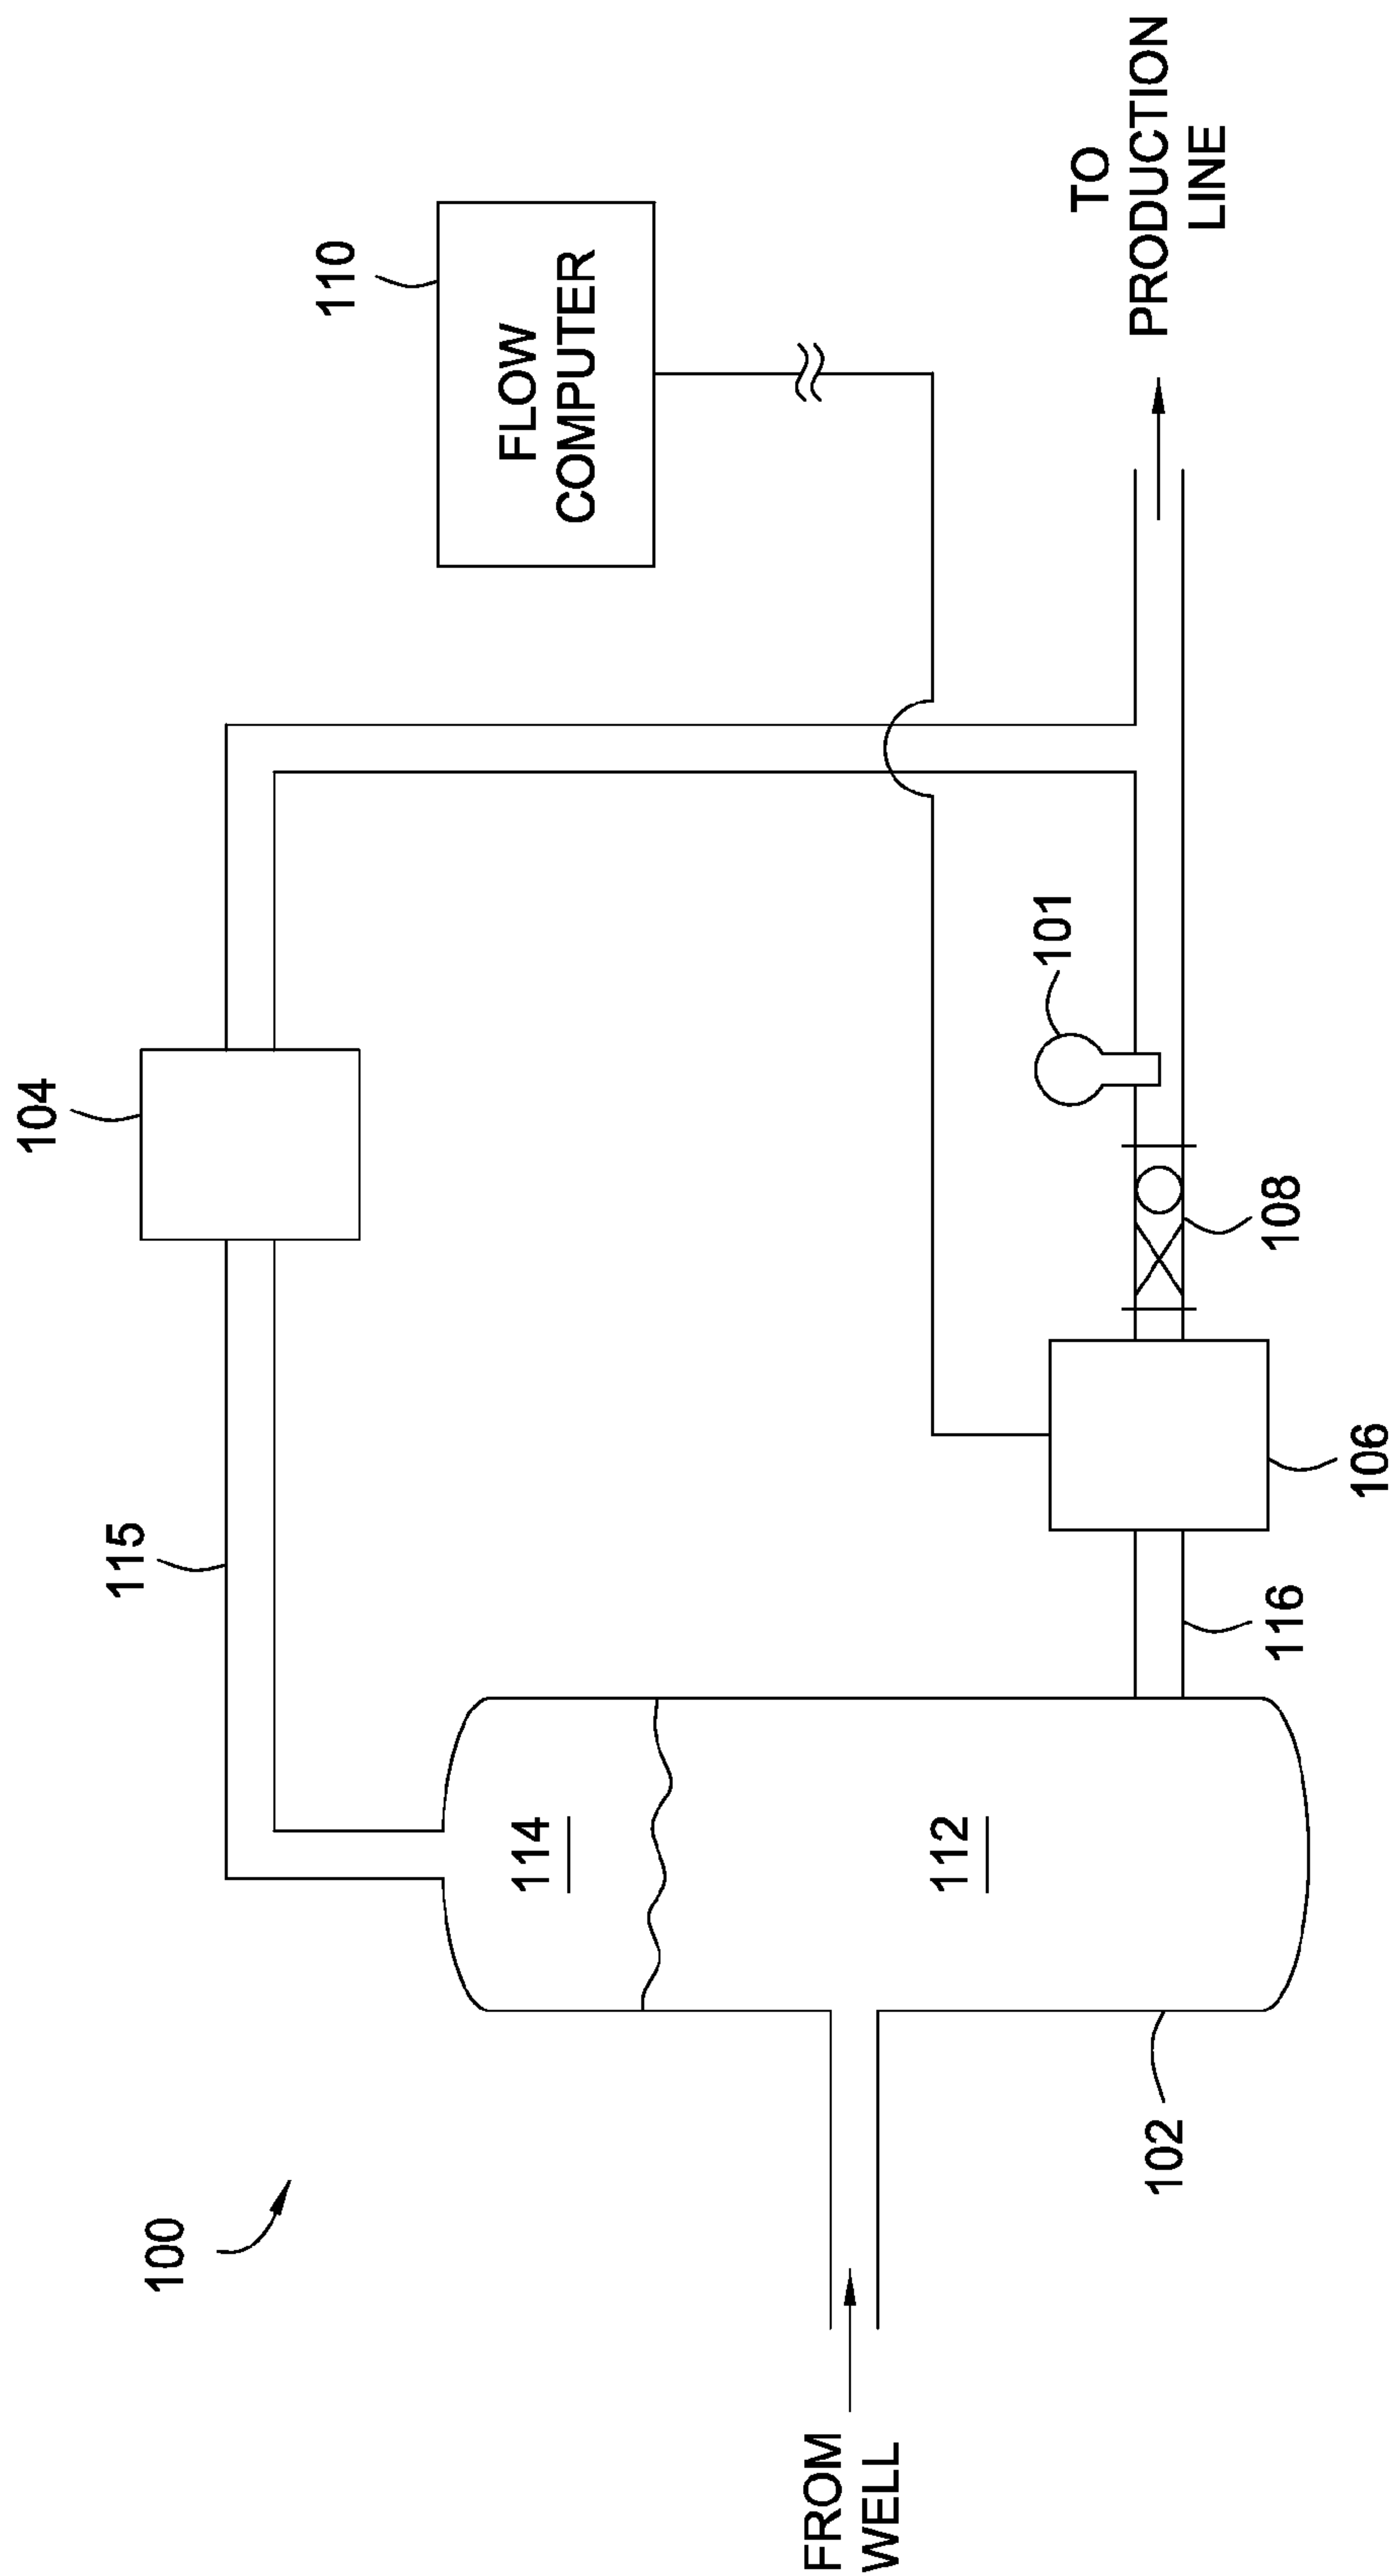 100
104
115
110
FLOW
COMPUTER
114
112
101
TO
PRODUCTION
LINE
FROM
WELL
102
116
106
108